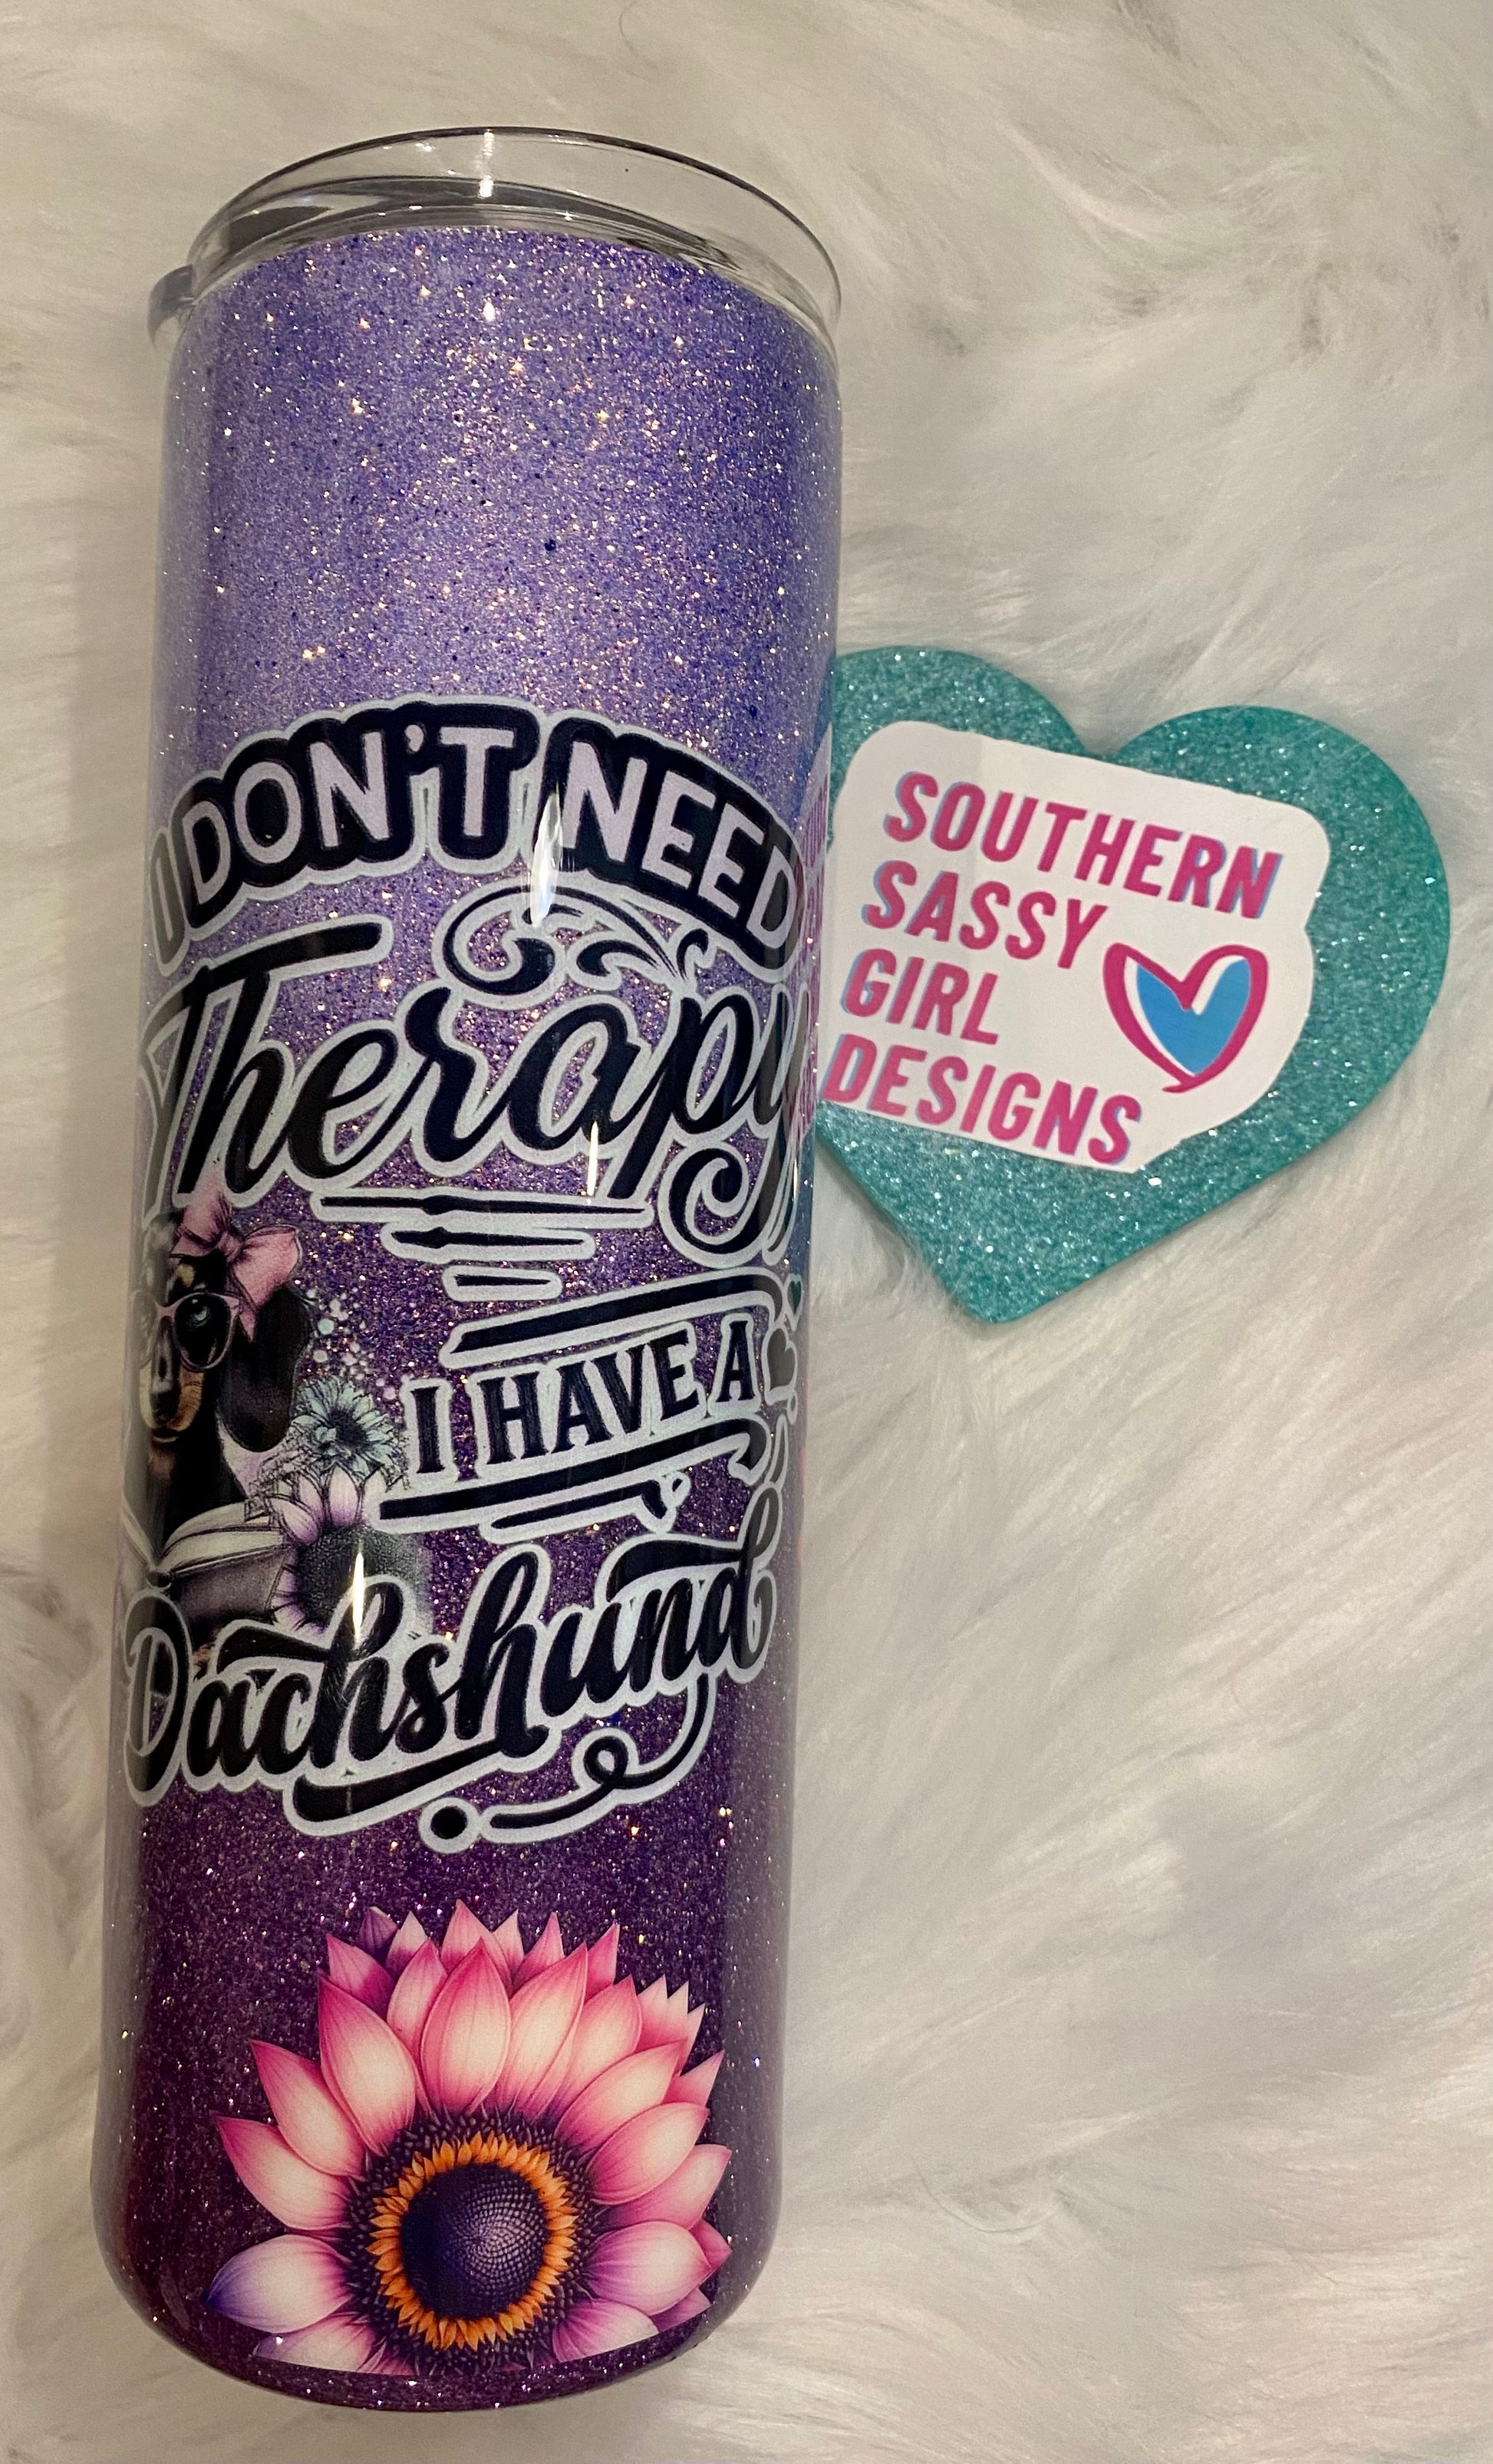 I DON'T NEED
Therapy
I HAVE A
Dachshund
SOUTHERN
SASSY
GIRL
DESIGNS